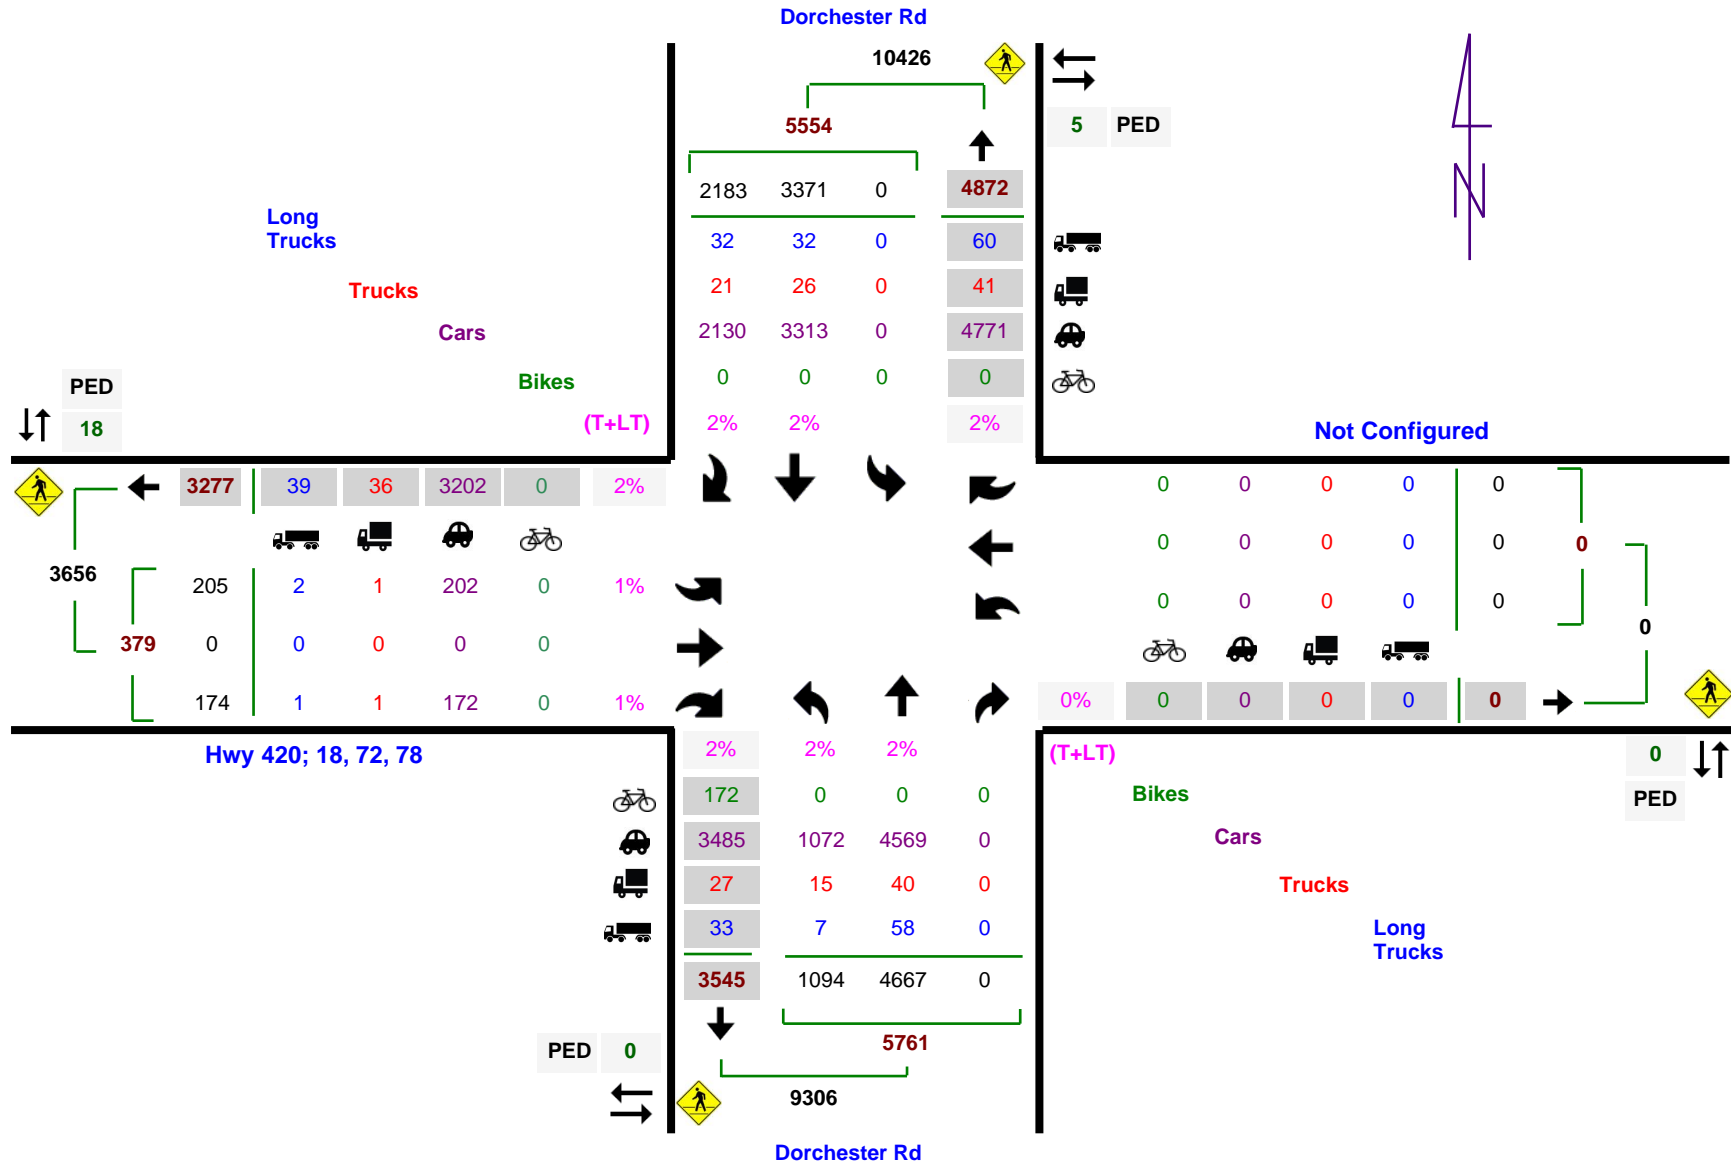 Dorchester Rd
10426
5554
5 PED
2183 3371 0 4872
Long
Trucks
32 32 0 60
Trucks
21 26 0 41
Cars
2130 3313 0 4771
Bikes
0 0 0 0
PED
18
(T+LT) 2% 2% 2%
Not Configured
N
3277 39 36 3202 0 2%
0 0 0 0 0
0 0 0 0 0
0
3656
205 2 1 202 0 1%
0 0 0 0 0
0
379 0 0 0 0 0
174 1 1 172 0 1%
0% 0 0 0 0 0
Hwy 420; 18, 72, 78
2% 2% 2%
(T+LT)
0
PED
172 0 0 0
Bikes
3485 1072 4569 0
Cars
27 15 40 0
Trucks
33 7 58 0
Long
Trucks
3545 1094 4667 0
5761
PED 0
9306
Dorchester Rd